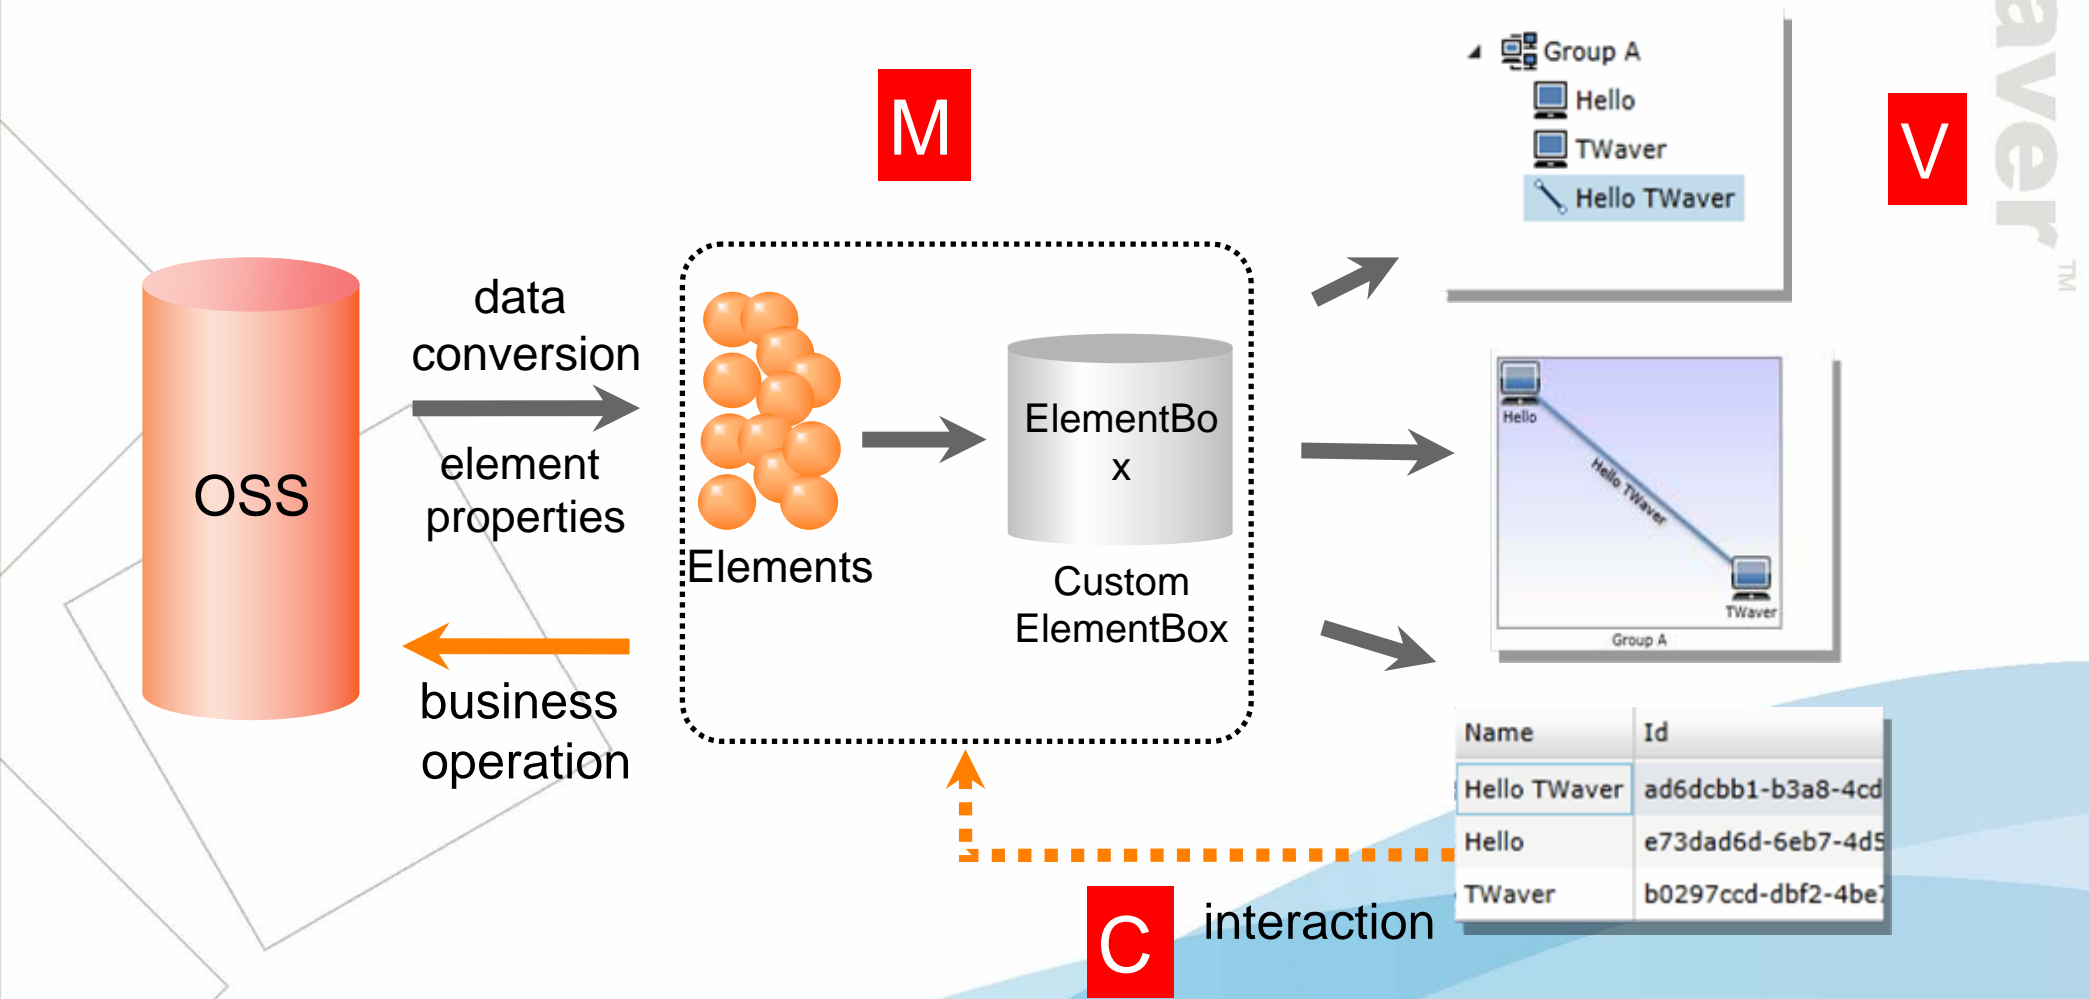 M
V
C
OSS
data
conversion
element
properties
business
operation
Elements
ElementBo
x
Custom
ElementBox
interaction
Group A
Hello
TWaver
Hello TWaver
Hello
Hello TWaver
TWaver
Group A
Name Id
Hello TWaver ad6dcbb1-b3a8-4cd
Hello e73dad6d-6eb7-4d5
TWaver b0297ccd-dbf2-4be
aver™